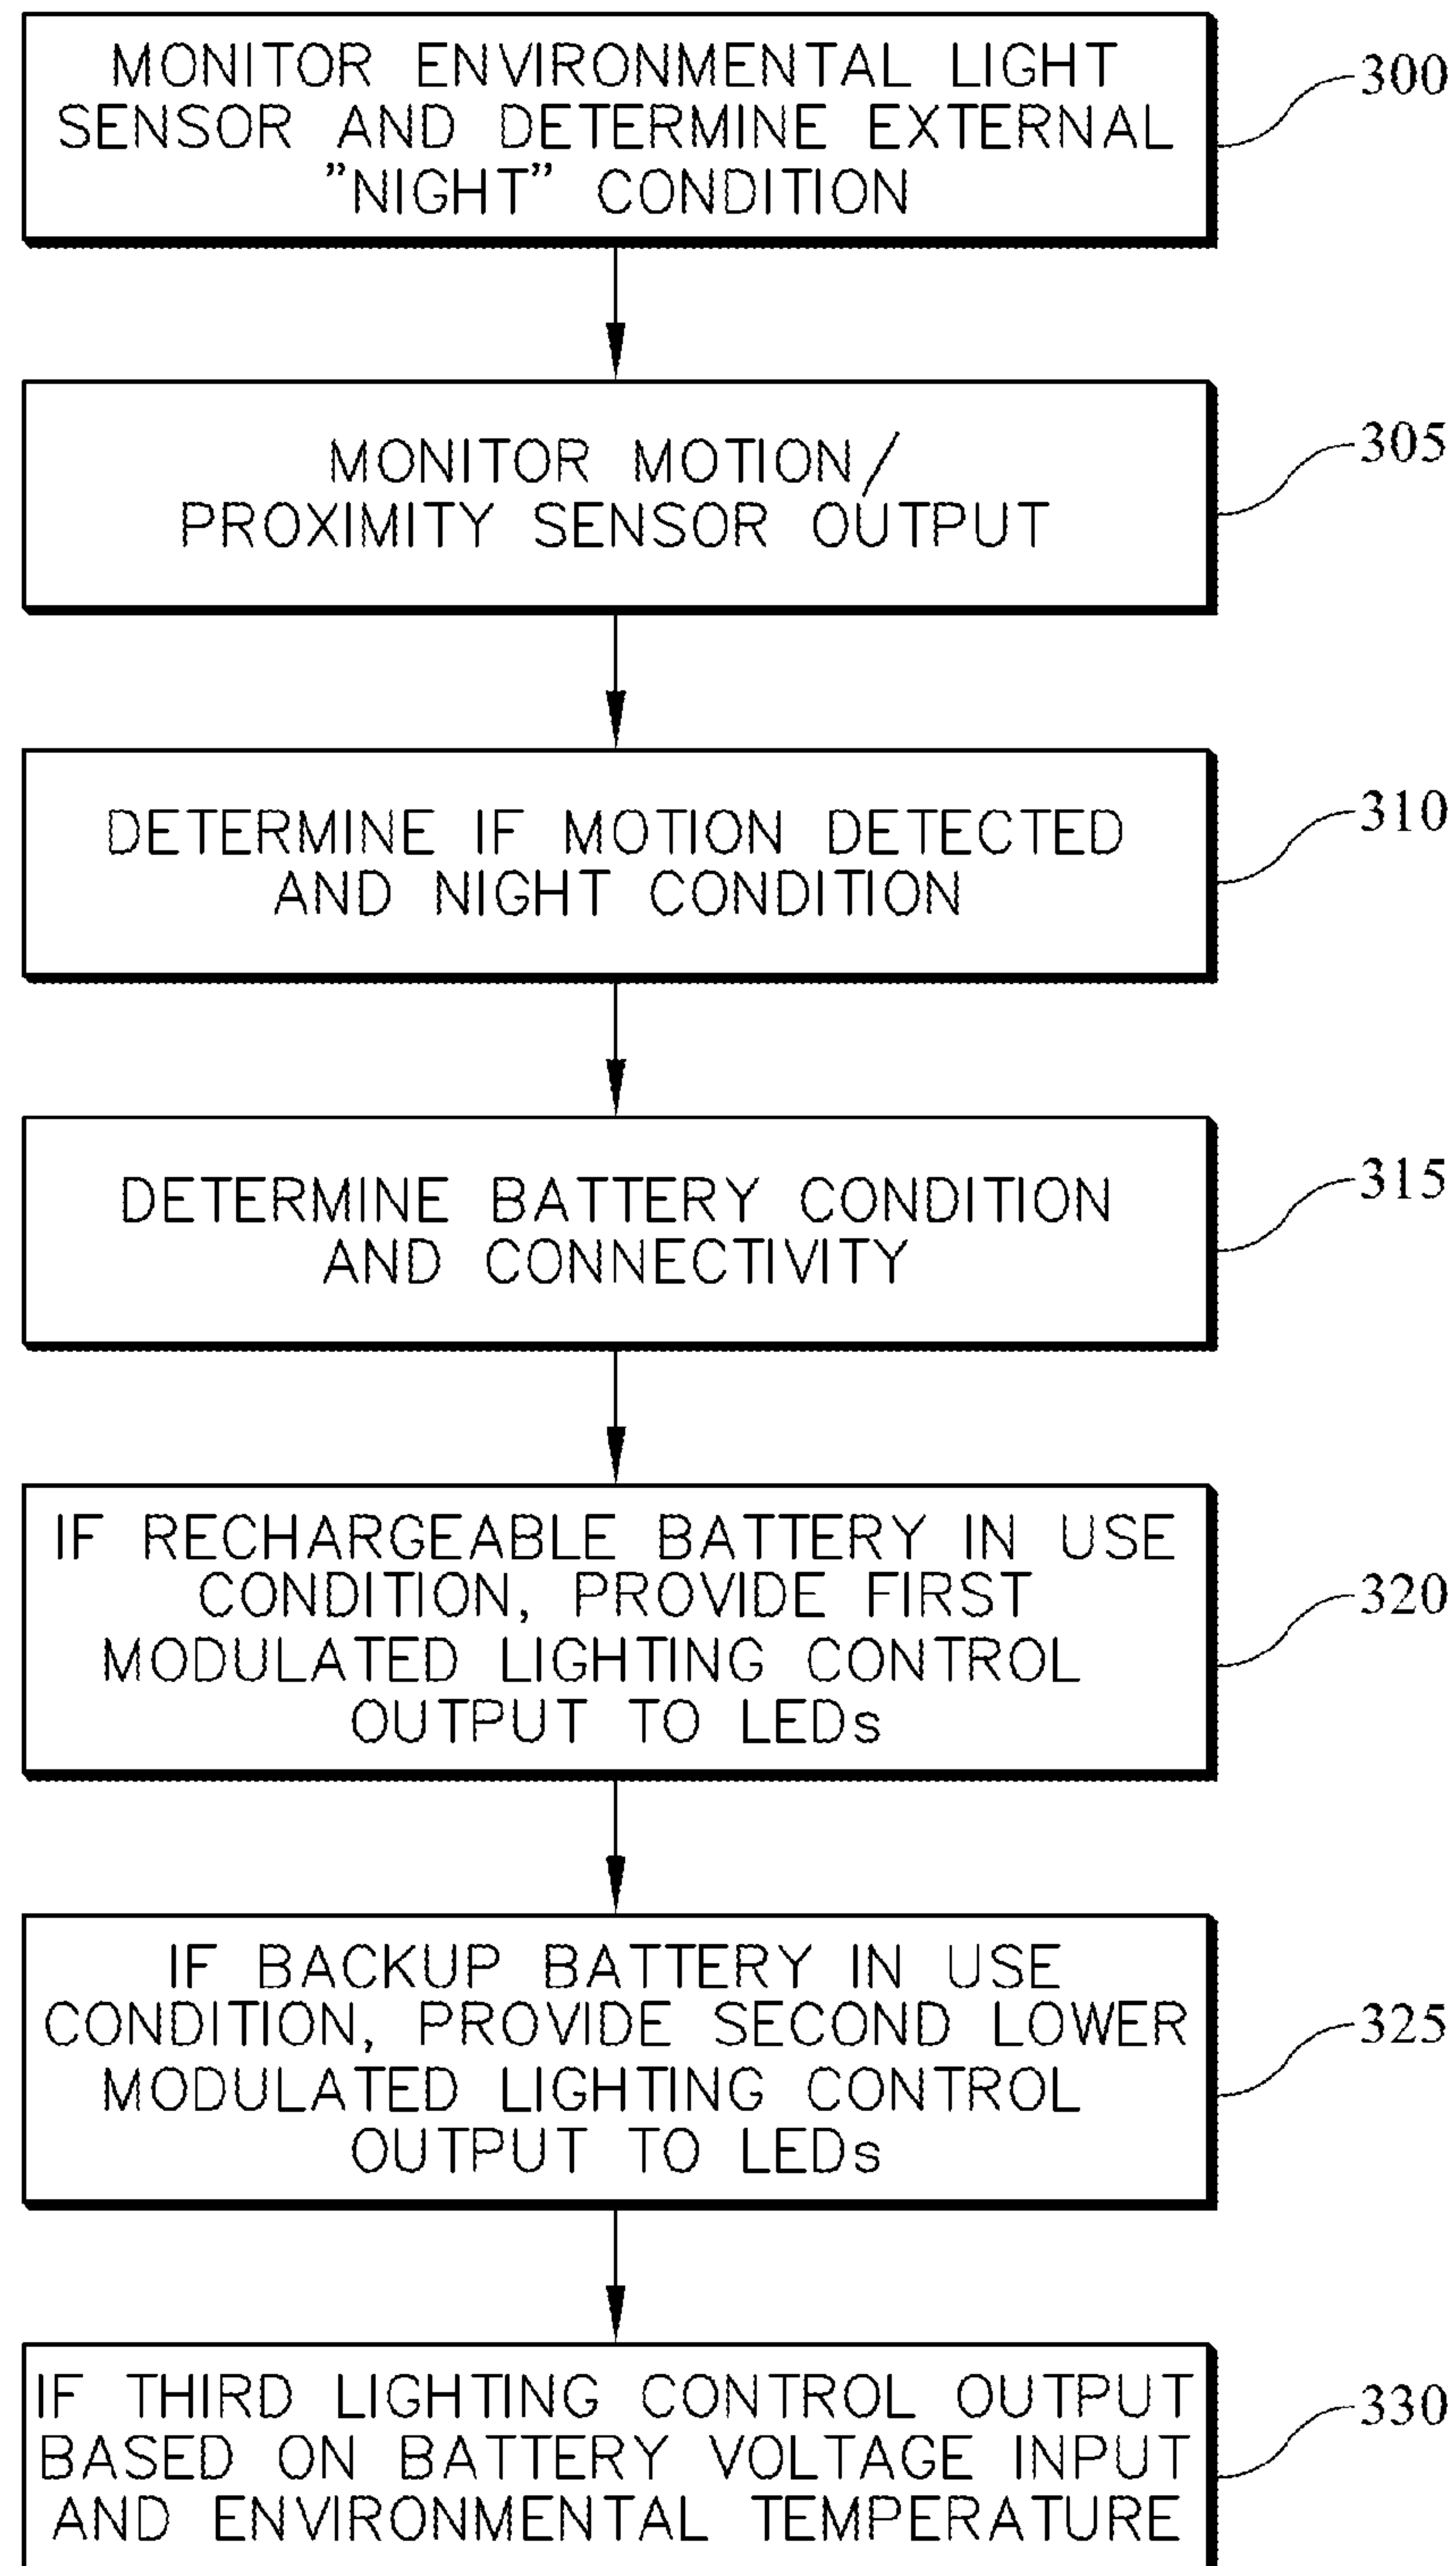 MONITOR ENVIRONMENTAL LIGHT
SENSOR AND DETERMINE EXTERNAL
"NIGHT" CONDITION
300
MONITOR MOTION/
PROXIMITY SENSOR OUTPUT
305
DETERMINE IF MOTION DETECTED
AND NIGHT CONDITION
310
DETERMINE BATTERY CONDITION
AND CONNECTIVITY
315
IF RECHARGEABLE BATTERY IN USE
CONDITION, PROVIDE FIRST
MODULATED LIGHTING CONTROL
OUTPUT TO LEDs
320
IF BACKUP BATTERY IN USE
CONDITION, PROVIDE SECOND LOWER
MODULATED LIGHTING CONTROL
OUTPUT TO LEDs
325
IF THIRD LIGHTING CONTROL OUTPUT
BASED ON BATTERY VOLTAGE INPUT
AND ENVIRONMENTAL TEMPERATURE
330